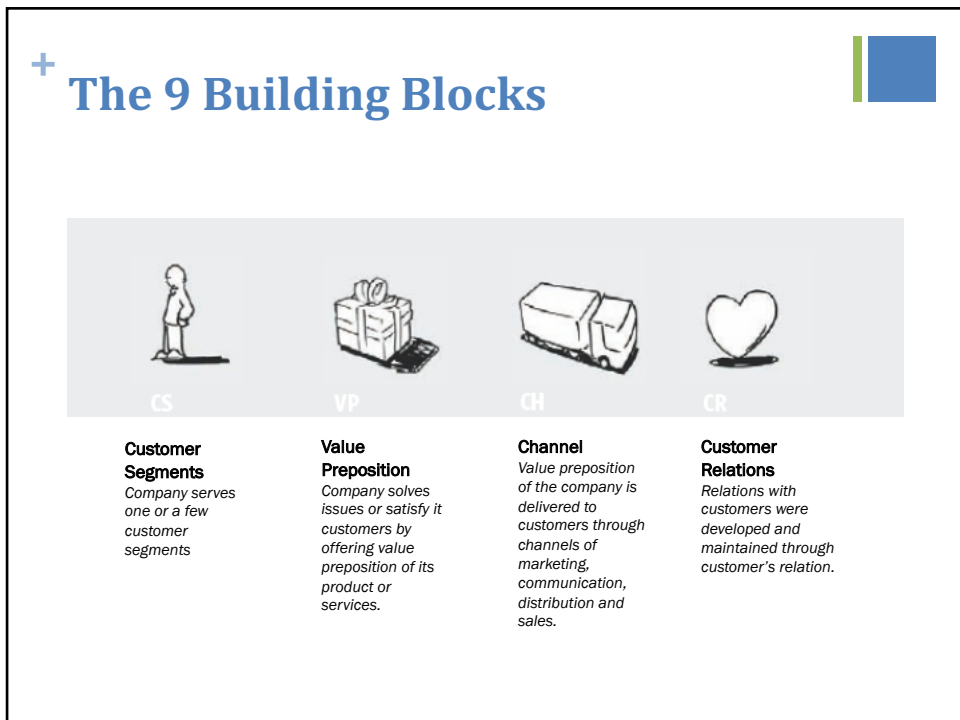 +
The 9 Building Blocks
CS
VP
CH
CR
Customer
Segments
Company serves
one or a few
customer
segments
Value
Preposition
Company solves
issues or satisfy it
customers by
offering value
preposition of its
product or
services.
Channel
Value preposition
of the company is
delivered to
customers through
channels of
marketing,
communication,
distribution and
sales.
Customer
Relations
Relations with
customers were
developed and
maintained through
customer’s relation.